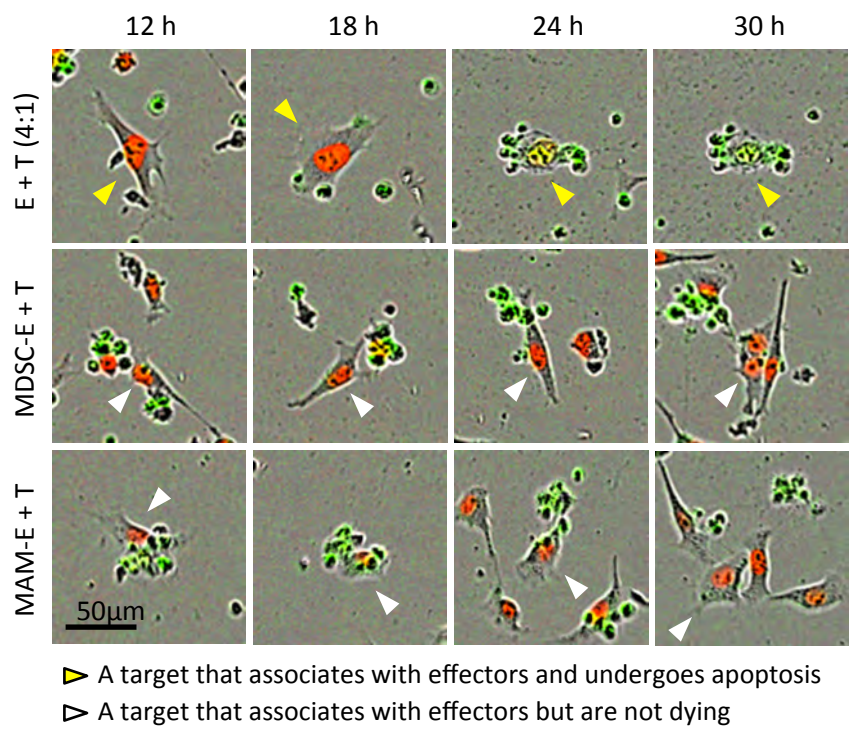 12 h 18 h 24 h 30 h
E + T (4:1)
MDSC-E + T
MAM-E + T
50µm
A target that associates with effectors and undergoes apoptosis
A target that associates with effectors but are not dying